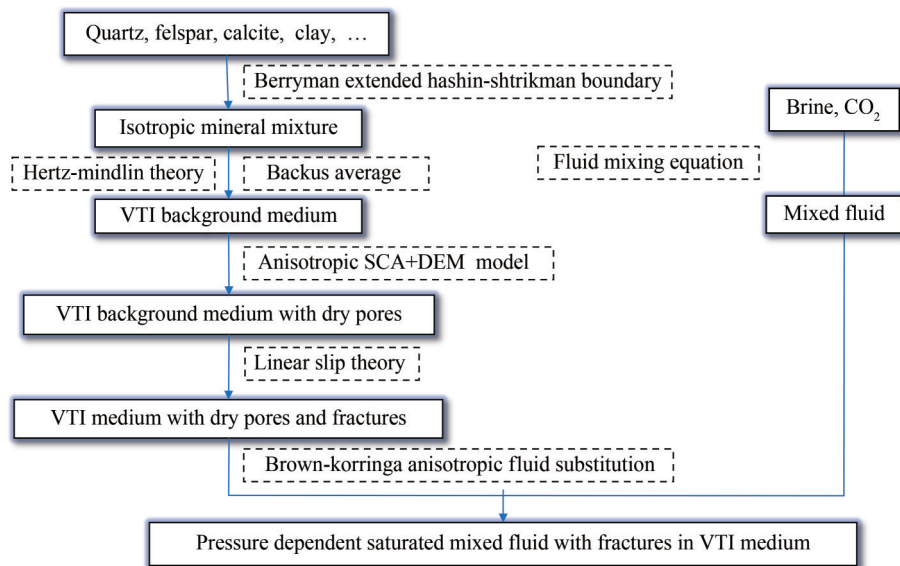 Quartz, felspar, calcite, clay, …
Berryman extended hashin-shtrikman boundary
Isotropic mineral mixture
Hertz-mindlin theory
Backus average
VTI background medium
Anisotropic SCA+DEM model
VTI background medium with dry pores
Linear slip theory
VTI medium with dry pores and fractures
Brown-korringa anisotropic fluid substitution
Brine, CO₂
Fluid mixing equation
Mixed fluid
Pressure dependent saturated mixed fluid with fractures in VTI medium